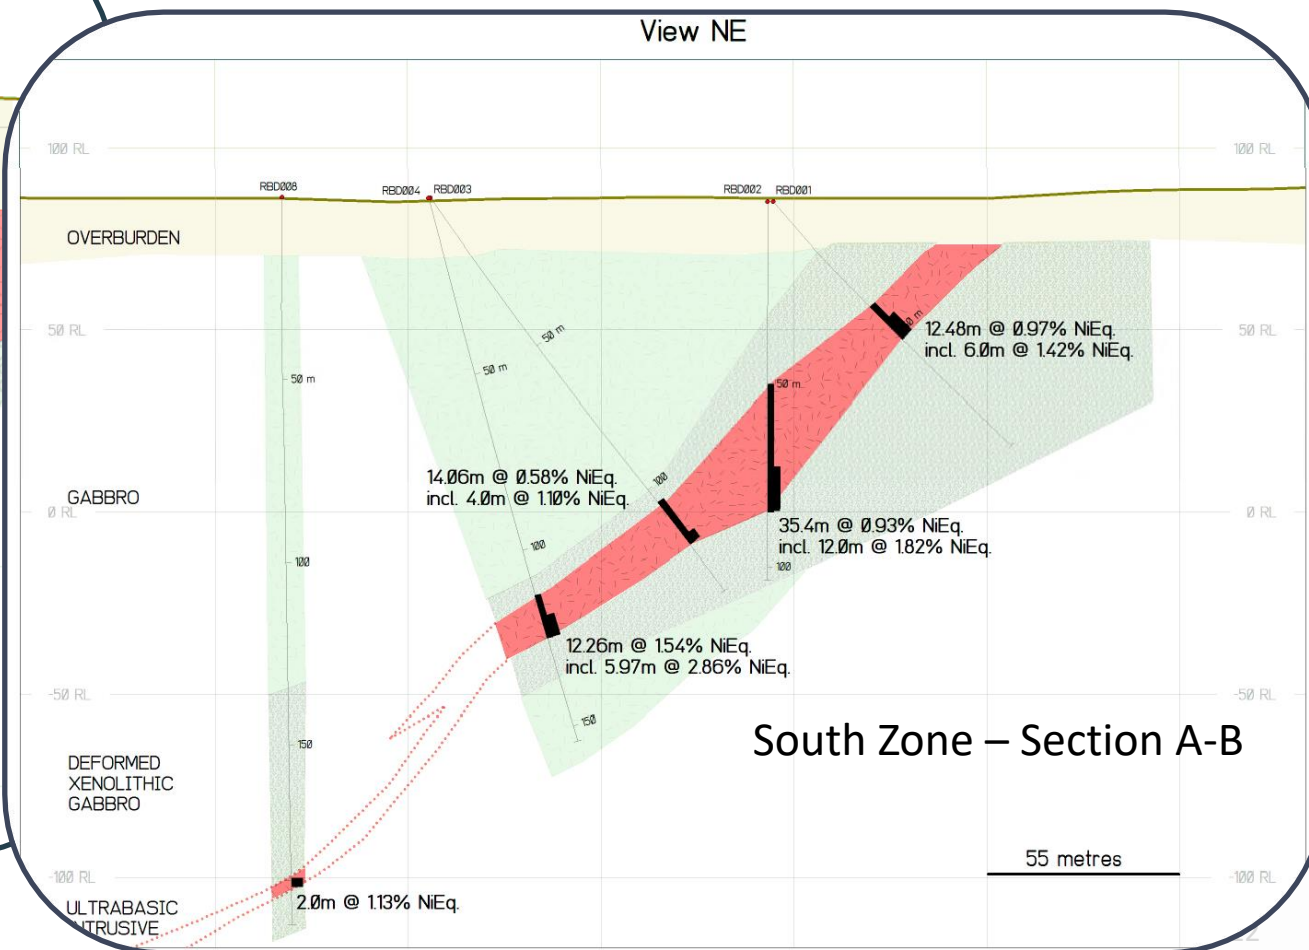 View NE
100 RL
100 RL
RBD008
RBD004
RBD003
RBD002
RBD001
OVERBURDEN
50 RL
50 RL
12.48m @ 0.97% NiEq.
incl. 6.0m @ 1.42% NiEq.
50 m
50 m
50 m
50 m
14.06m @ 0.58% NiEq.
incl. 4.0m @ 1.10% NiEq.
100
GABBRO
0 RL
0 RL
35.4m @ 0.93% NiEq.
incl. 12.0m @ 1.82% NiEq.
100
100
100
12.26m @ 1.54% NiEq.
incl. 5.97m @ 2.86% NiEq.
-50 RL
-50 RL
150
150
South Zone – Section A-B
DEFORMED
XENOLITHIC
GABBRO
55 metres
-100 RL
-100 RL
2.0m @ 1.13% NiEq.
ULTRABASIC